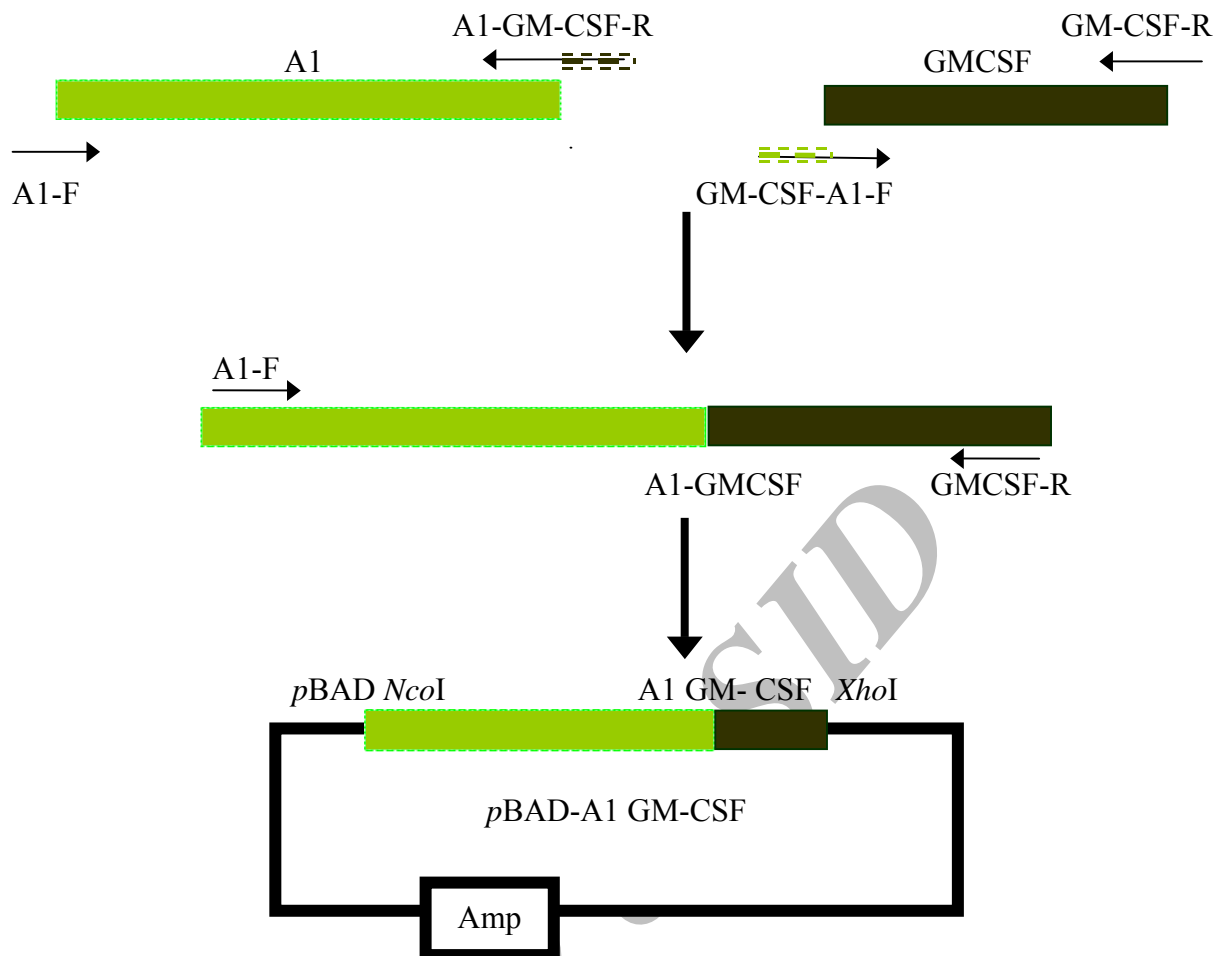 A1-GM-CSF-R
GM-CSF-R
A1
GMCSF
A1-F
GM-CSF-A1-F
A1-F
A1-GMCSF
GMCSF-R
pBAD NcoI
A1 GM- CSF
XhoI
pBAD-A1 GM-CSF
Amp
SID